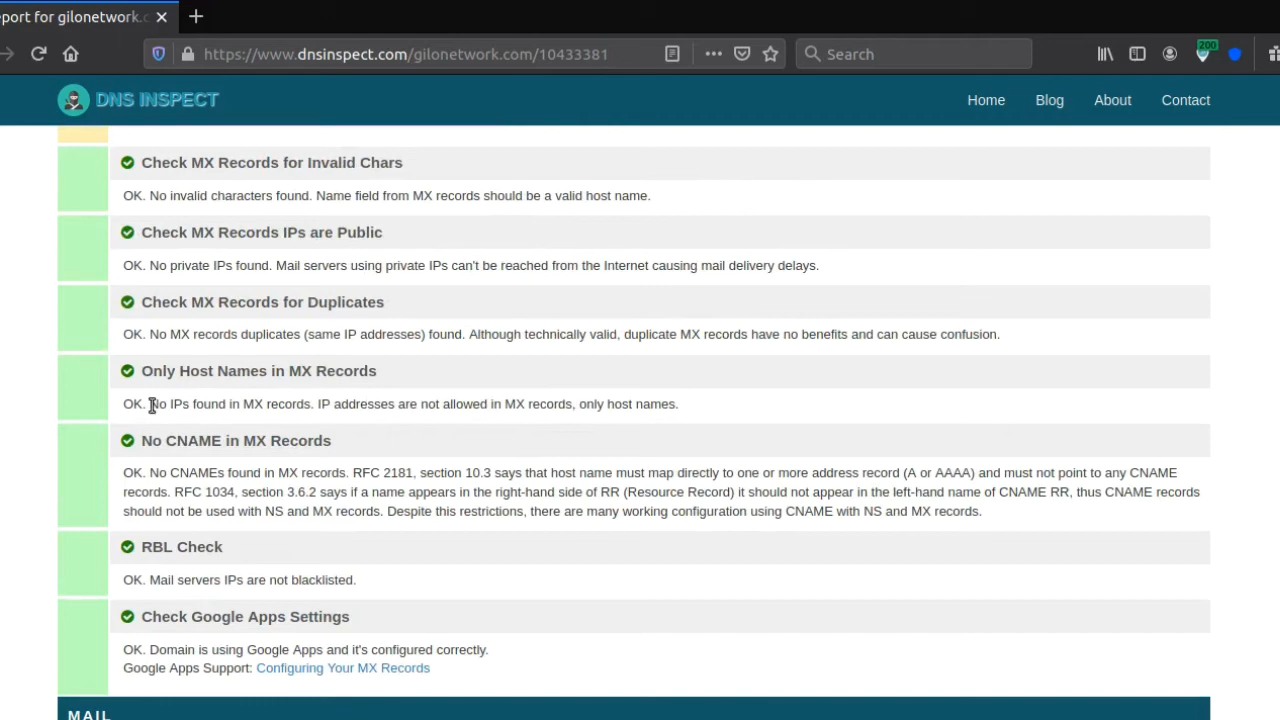 port for gilonetwork.c
https://www.dnsinspect.com/gilonetwork.com/10433381
Search
200
DNS INSPECT
Home
Blog
About
Contact
Check MX Records for Invalid Chars
OK. No invalid characters found. Name field from MX records should be a valid host name.
Check MX Records IPs are Public
OK. No private IPs found. Mail servers using private IPs can't be reached from the Internet causing mail delivery delays.
Check MX Records for Duplicates
OK. No MX records duplicates (same IP addresses) found. Although technically valid, duplicate MX records have no benefits and can cause confusion.
Only Host Names in MX Records
OK. No IPs found in MX records. IP addresses are not allowed in MX records, only host names.
No CNAME in MX Records
OK. No CNAMEs found in MX records. RFC 2181, section 10.3 says that host name must map directly to one or more address record (A or AAAA) and must not point to any CNAME
records. RFC 1034, section 3.6.2 says if a name appears in the right-hand side of RR (Resource Record) it should not appear in the left-hand name of CNAME RR, thus CNAME records
should not be used with NS and MX records. Despite this restrictions, there are many working configuration using CNAME with NS and MX records.
RBL Check
OK. Mail servers IPs are not blacklisted.
Check Google Apps Settings
OK. Domain is using Google Apps and it's configured correctly.
Google Apps Support: Configuring Your MX Records
MAIL